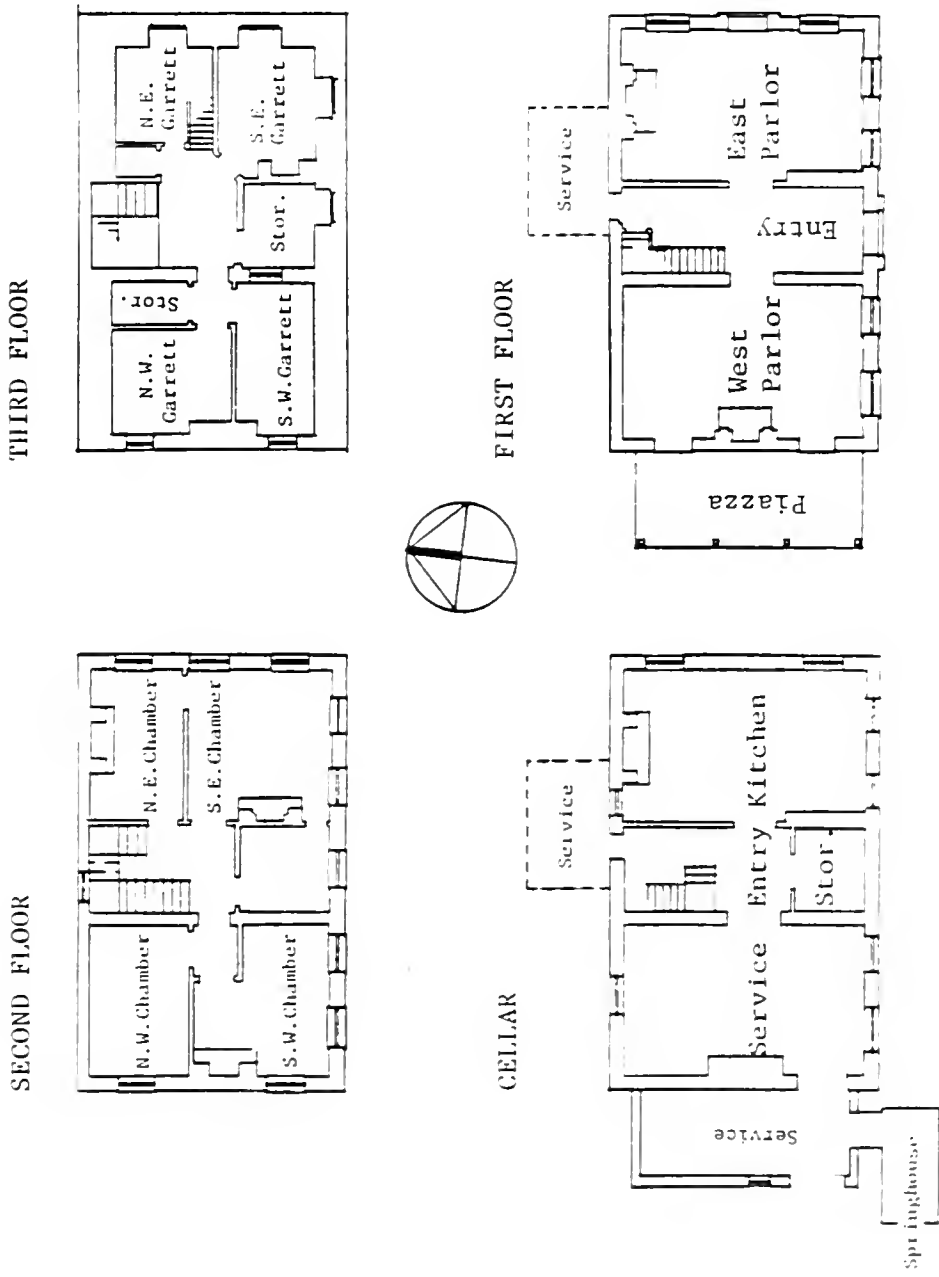 SECOND FLOOR
N.W.Chamber
N.E.Chamber
S.E.Chamber
S.W.Chamber
THIRD FLOOR
Stor.
N.W.
Garrett
S.W.Garrett
N.E.
Garrett
S.E.
Garrett
Stor.
CELLAR
Service
Service
Service Entry Kitchen
Stor.
Springhouse
FIRST FLOOR
Service
West
Parlor
Entry
East
Parlor
Piazza